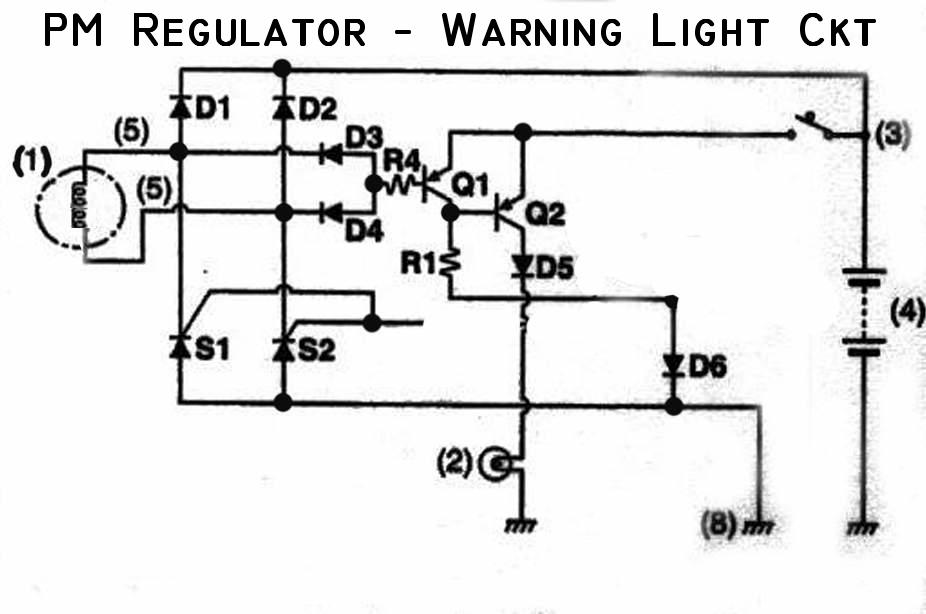 PM REGULATOR - WARNING LIGHT CKT
D1
D2
(5)
D3
(1)
R4
(3)
(5)
Q1
D4
Q2
R1
D5
(4)
S1
S2
D6
(2)
(8)